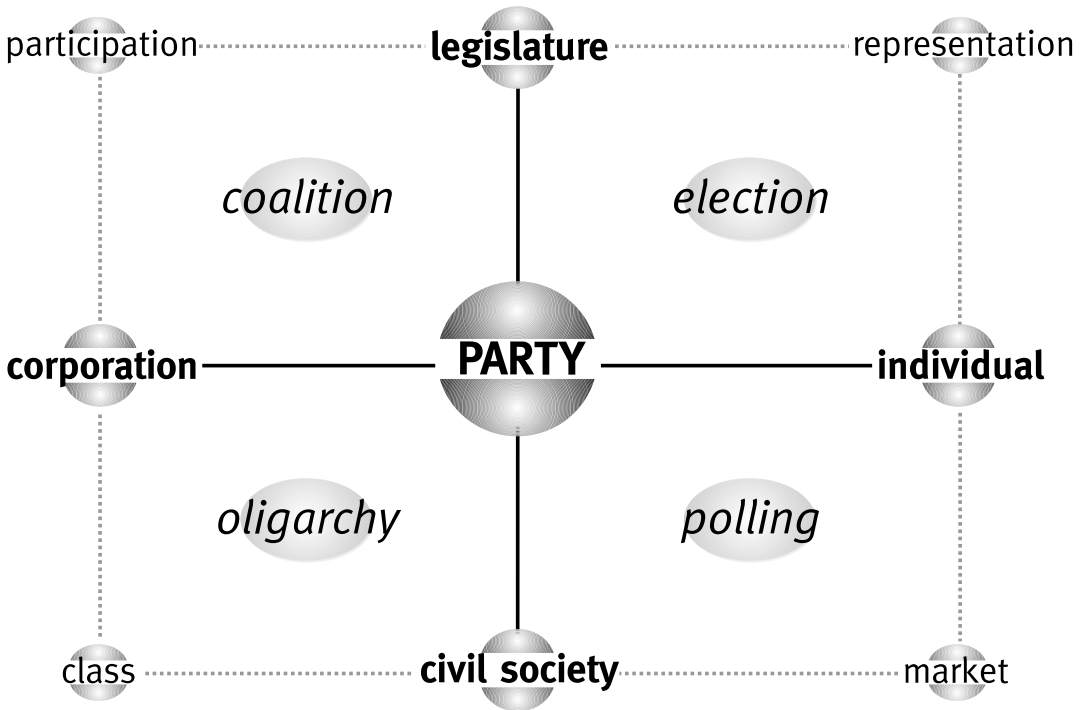 participation
legislature
representation
coalition
election
corporation
PARTY
individual
oligarchy
polling
class
civil society
market